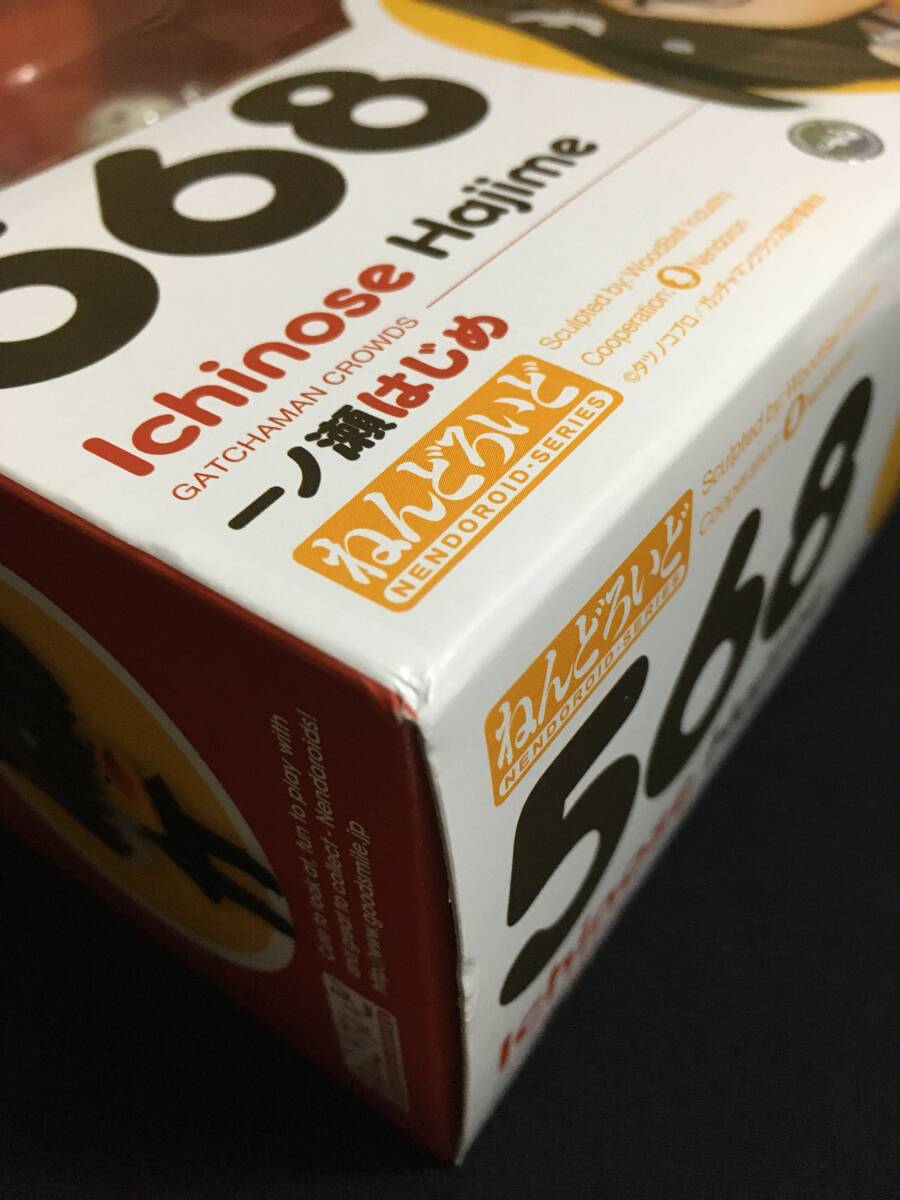 568
Ichinose Hajime
GATCHAMAN CROWDS
一ノ瀬はじめ
ねんどろいど
NENDOROID·SERIES
Sculpted by: WoodBell Industry
Cooperation: Nendoron
©タツノコプロ/ガッチャマンクラウズ製作委員会
ねんどろいど
NENDOROID·SERIES
568
Ichinose
Sculpted by: WoodBell
Cooperation: Nendoron
Cute to look at, fun to play with
and great to collect - Nendoroids!
http://www.goodsmile.jp